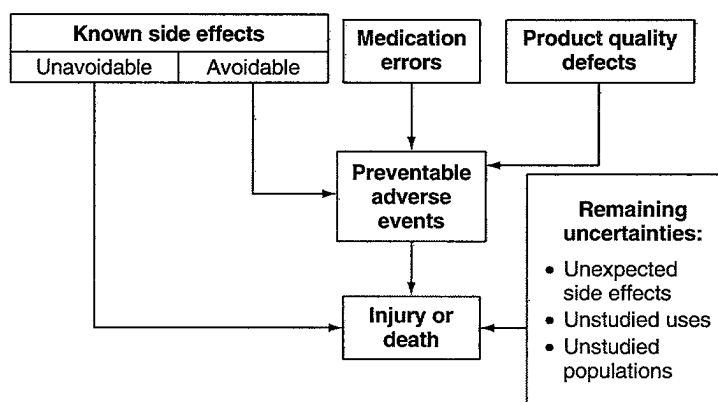 Known side effects
Unavoidable
Avoidable
Medication
errors
Product quality
defects
Preventable
adverse
events
Remaining
uncertainties:
• Unexpected
side effects
• Unstudied uses
• Unstudied
populations
Injury or
death